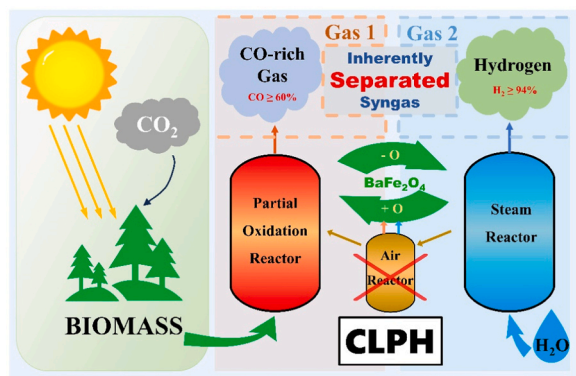 Gas 1
Gas 2
CO-rich
Gas
CO ≥ 60%
Inherently
Separated
Syngas
Hydrogen
H₂ ≥ 94%
CO₂
- O
BaFe₂O₄
+ O
Partial
Oxidation
Reactor
Steam
Reactor
Air
Reactor
BIOMASS
CLPH
H₂O